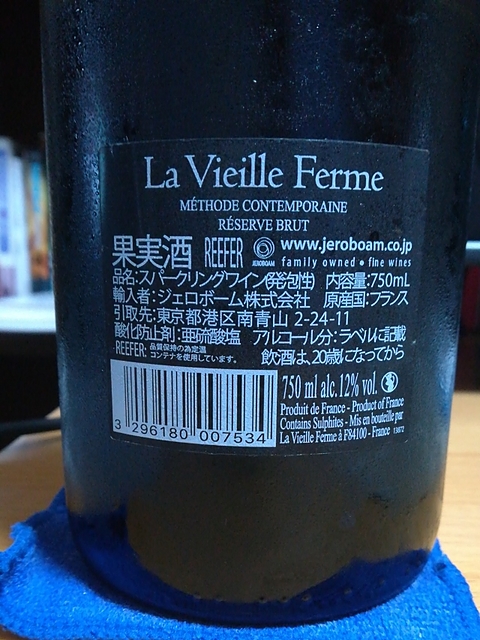 La Vieille Ferme
MÉTHODE CONTEMPORAINE
RÉSERVE BRUT
果実酒 REEFER JEROBOAM www.jeroboam.co.jp
family owned • fine wines
品名:スパークリングワイン(発泡性) 内容量:750mL
輸入者:ジェロボーム株式会社 原産国:フランス
引取先:東京都港区南青山 2-24-11
酸化防止剤:亜硫酸塩 アルコール分:ラベルに記載
REEFER: 品質保持の為定温
コンテナを使用しています。
飲酒は、20歳になってから
750 ml alc. 12% vol.
Produit de France - Product of France
Contains Sulphites - Mis en bouteille par
La Vieille Ferme à F84100 - France
3 296180 007534